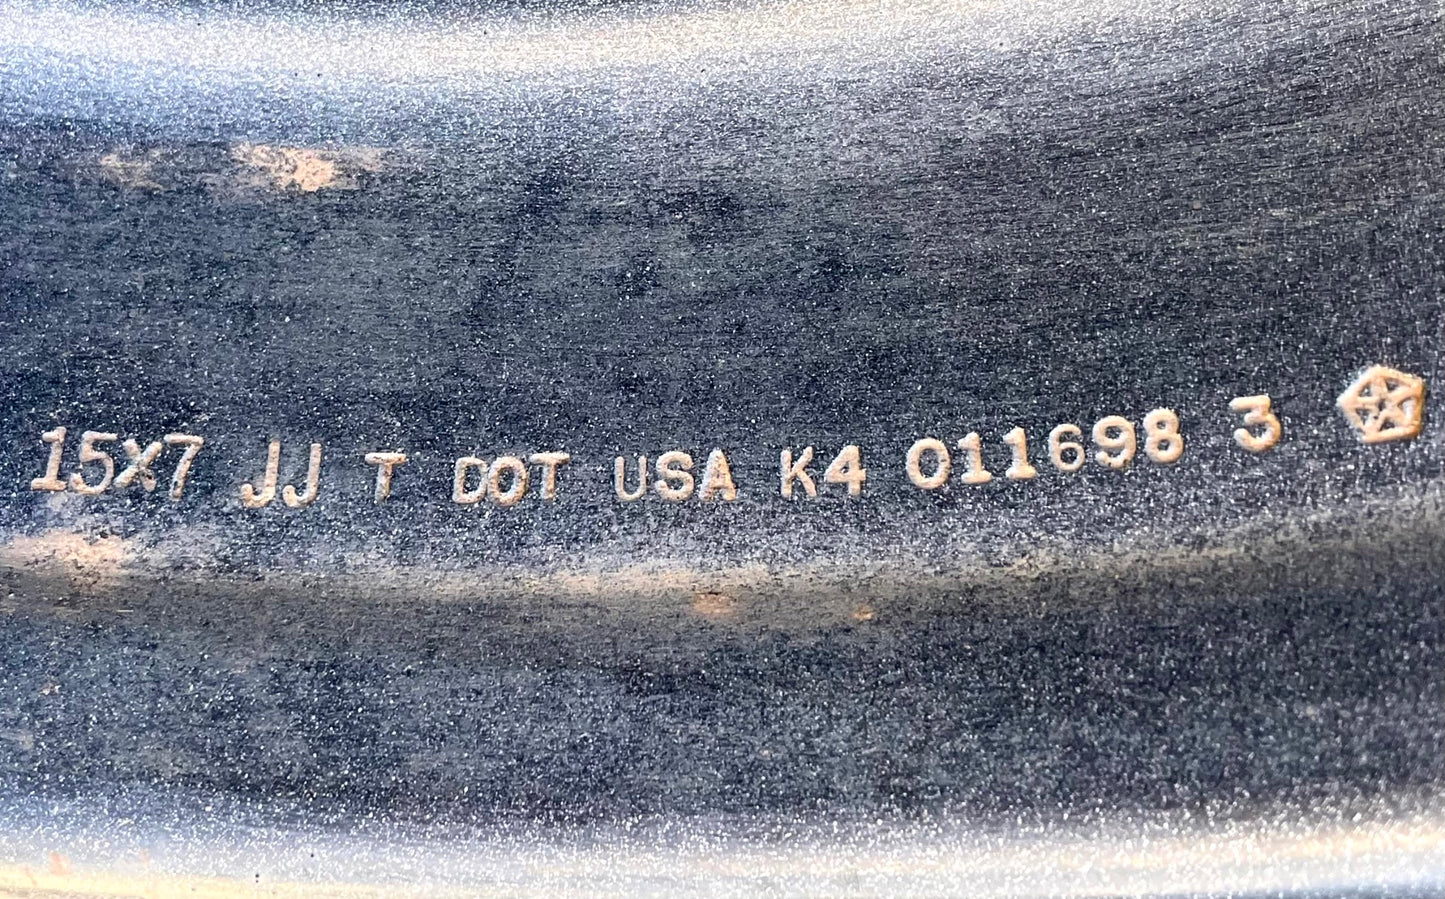 15x7 JJ T DOT USA K4 011698 3